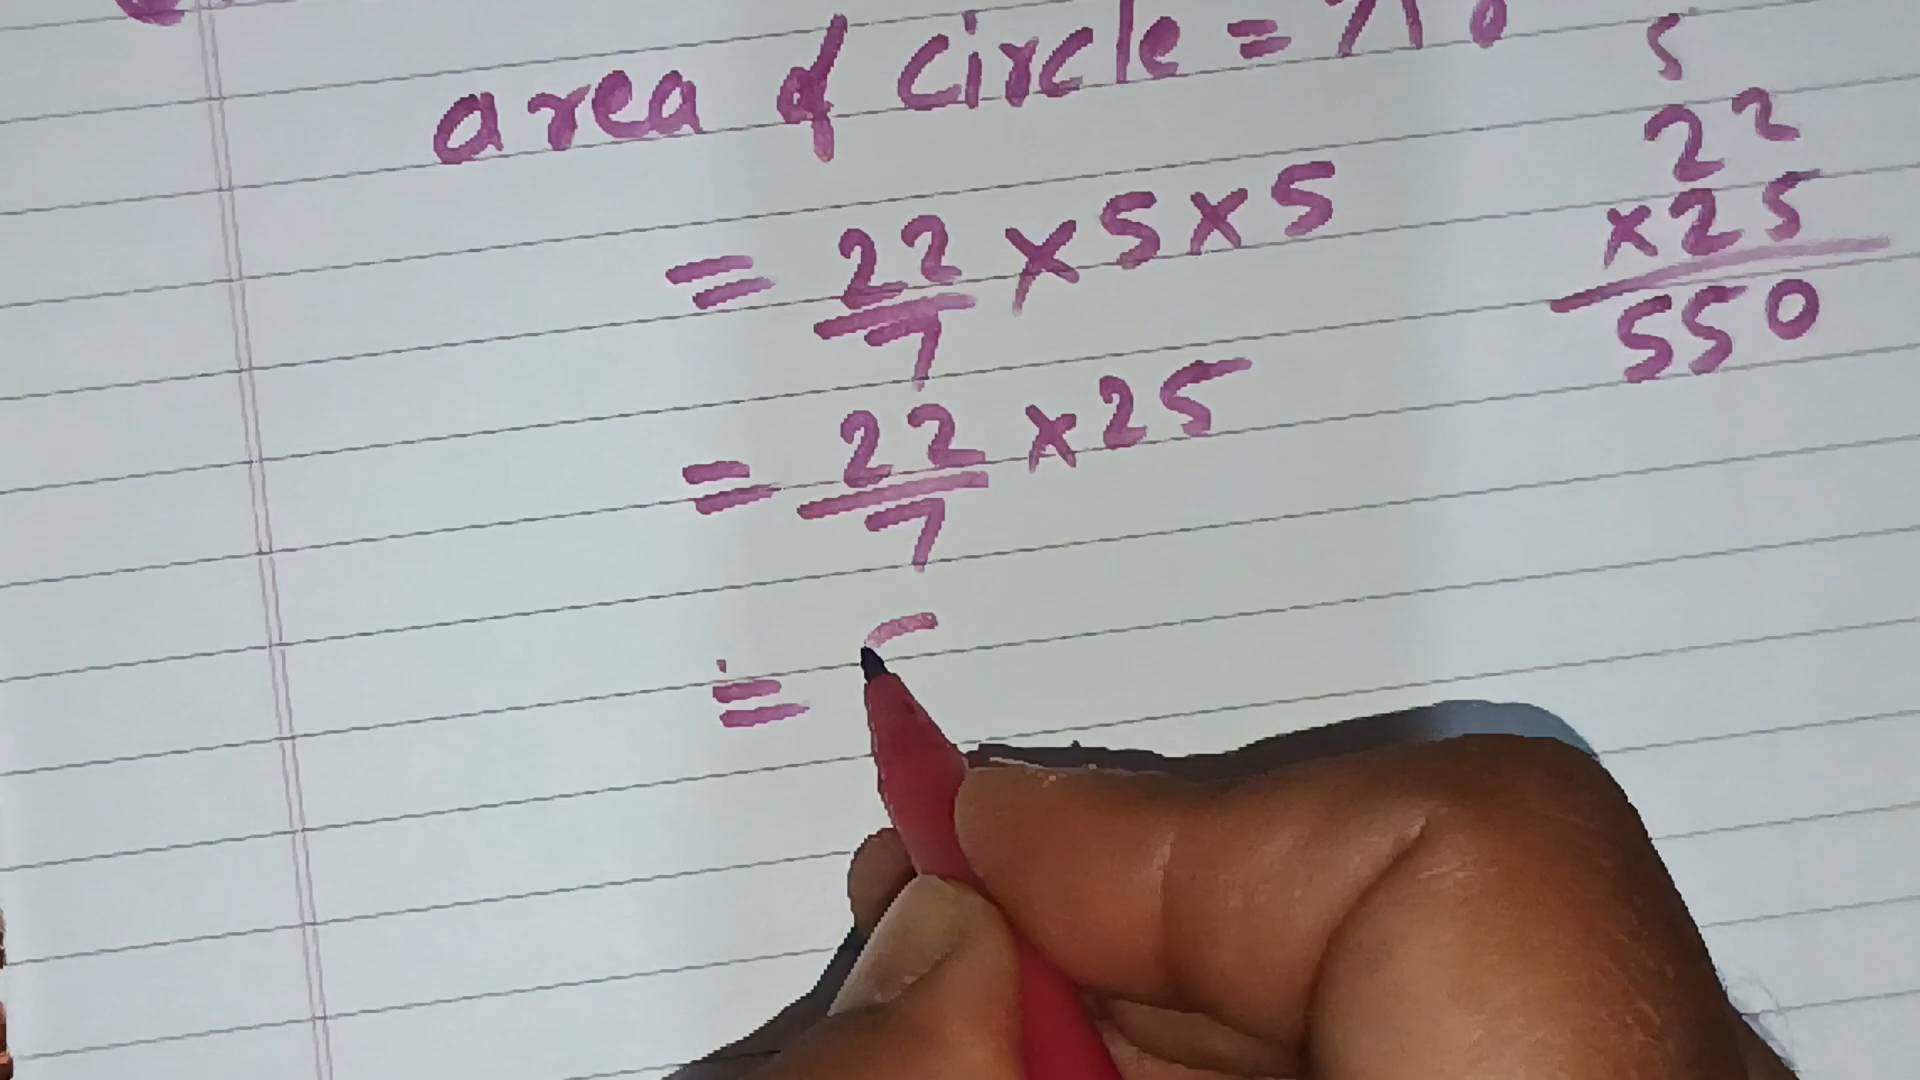 area of circle = π
= 22/7 × 5 × 5
= 22/7 × 25
=
5
22
×25
550